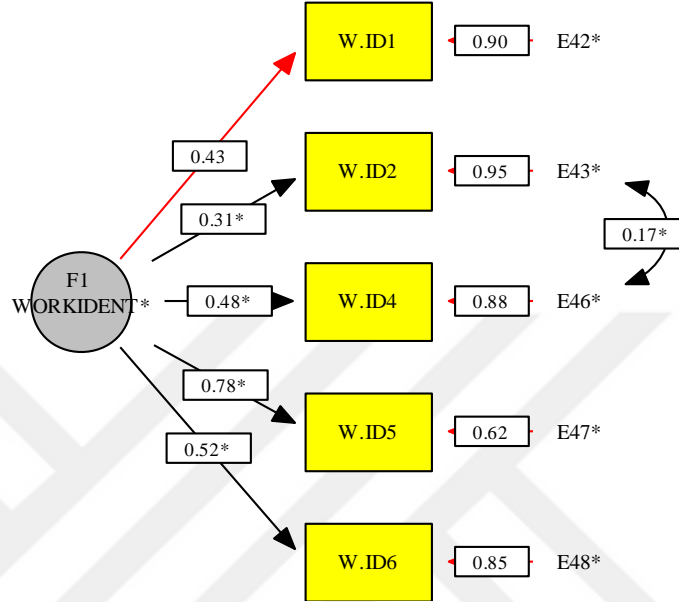 W.ID1
0.90
E42*
0.43
W.ID2
0.95
E43*
0.31*
0.17*
F1
WORKIDENT*
0.48*
W.ID4
0.88
E46*
0.78*
W.ID5
0.62
E47*
0.52*
W.ID6
0.85
E48*